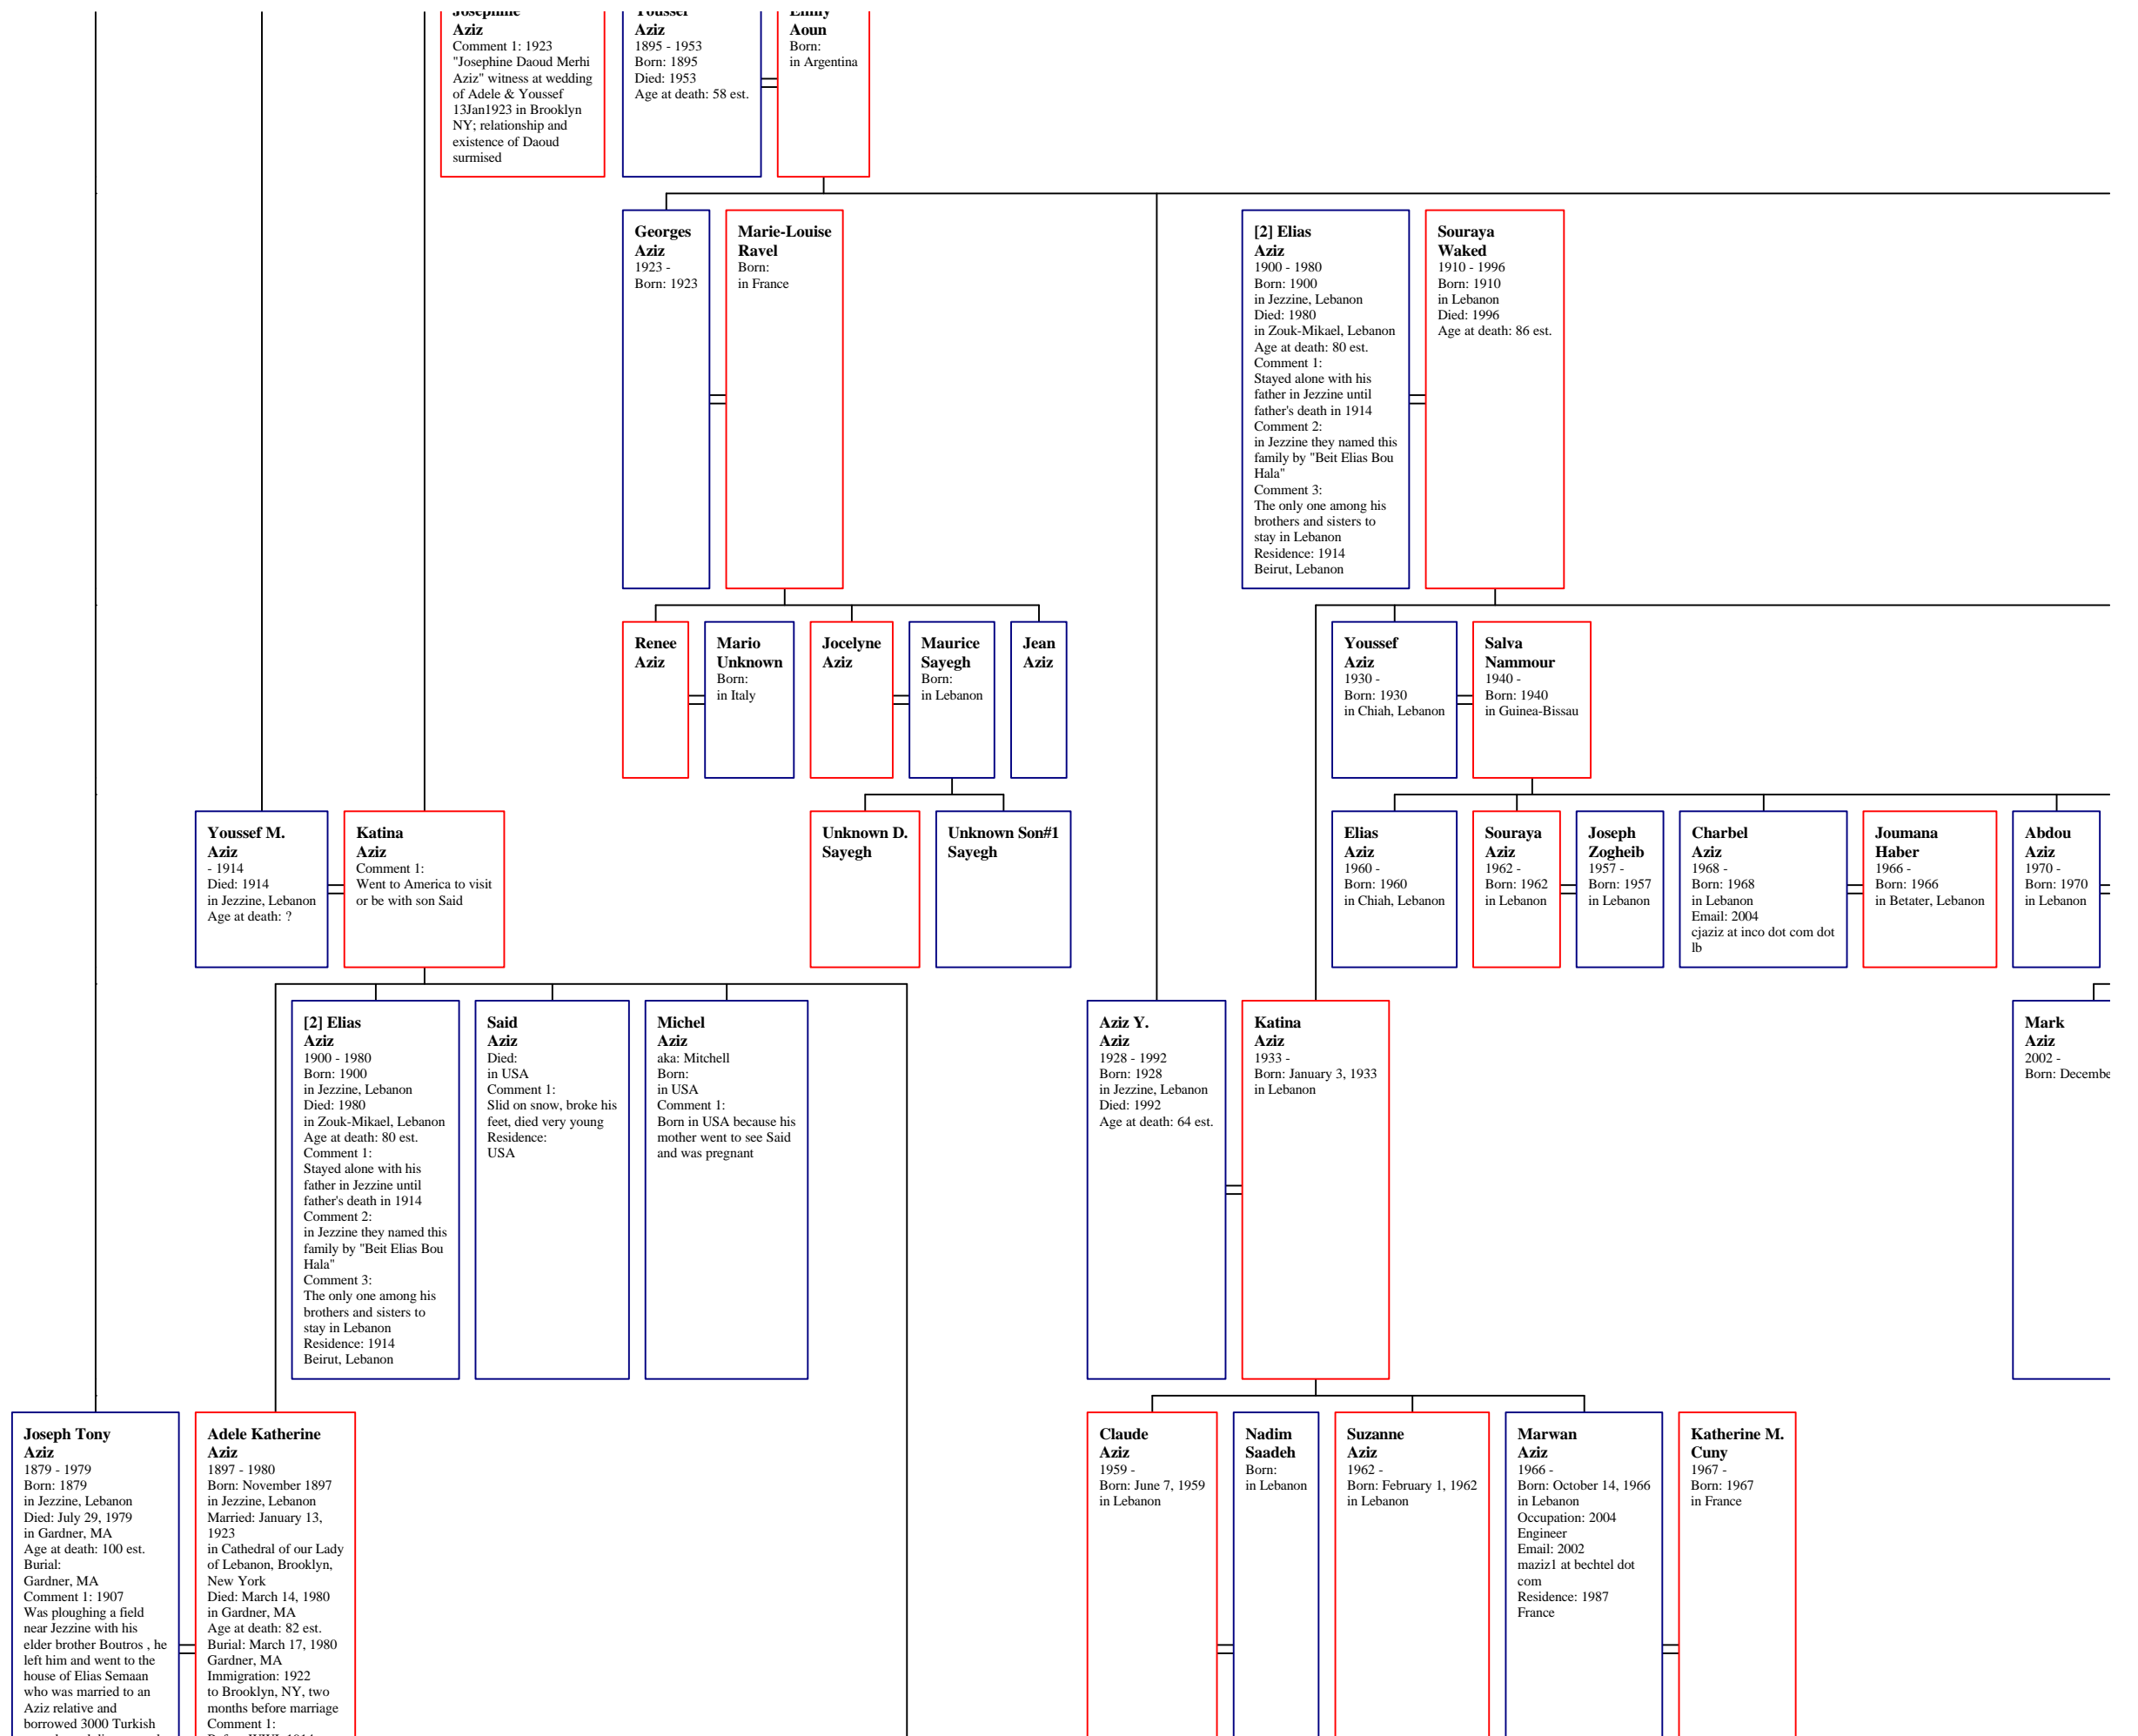 Josephine
Aziz
Comment 1: 1923
"Josephine Daoud Merhi
Aziz" witness at wedding
of Adele & Youssef
13Jan1923 in Brooklyn
NY; relationship and
existence of Daoud
surmised
Youssef
Aziz
1895 - 1953
Born: 1895
Died: 1953
Age at death: 58 est.
Emily
Aoun
Born:
in Argentina
Georges
Aziz
1923 -
Born: 1923
Marie-Louise
Ravel
Born:
in France
[2] Elias
Aziz
1900 - 1980
Born: 1900
in Jezzine, Lebanon
Died: 1980
in Zouk-Mikael, Lebanon
Age at death: 80 est.
Comment 1:
Stayed alone with his
father in Jezzine until
father's death in 1914
Comment 2:
in Jezzine they named this
family by "Beit Elias Bou
Hala"
Comment 3:
The only one among his
brothers and sisters to
stay in Lebanon
Residence: 1914
Beirut, Lebanon
Souraya
Waked
1910 - 1996
Born: 1910
in Lebanon
Died: 1996
Age at death: 86 est.
Renee
Aziz
Mario
Unknown
Born:
in Italy
Jocelyne
Aziz
Maurice
Sayegh
Born:
in Lebanon
Jean
Aziz
Youssef
Aziz
1930 -
Born: 1930
in Chiah, Lebanon
Salva
Nammour
1940 -
Born: 1940
in Guinea-Bissau
Youssef M.
Aziz
- 1914
Died: 1914
in Jezzine, Lebanon
Age at death: ?
Katina
Aziz
Comment 1:
Went to America to visit
or be with son Said
Unknown D.
Sayegh
Unknown Son#1
Sayegh
Elias
Aziz
1960 -
Born: 1960
in Chiah, Lebanon
Souraya
Aziz
1962 -
Born: 1962
in Lebanon
Joseph
Zogheib
1957 -
Born: 1957
in Lebanon
Charbel
Aziz
1968 -
Born: 1968
in Lebanon
Email: 2004
cjaziz at inco dot com dot
lb
Joumana
Haber
1966 -
Born: 1966
in Betater, Lebanon
Abdou
Aziz
1970 -
Born: 1970
in Lebanon
[2] Elias
Aziz
1900 - 1980
Born: 1900
in Jezzine, Lebanon
Died: 1980
in Zouk-Mikael, Lebanon
Age at death: 80 est.
Comment 1:
Stayed alone with his
father in Jezzine until
father's death in 1914
Comment 2:
in Jezzine they named this
family by "Beit Elias Bou
Hala"
Comment 3:
The only one among his
brothers and sisters to
stay in Lebanon
Residence: 1914
Beirut, Lebanon
Said
Aziz
Died:
in USA
Comment 1:
Slid on snow, broke his
feet, died very young
Residence:
USA
Michel
Aziz
aka: Mitchell
Born:
in USA
Comment 1:
Born in USA because his
mother went to see Said
and was pregnant
Aziz Y.
Aziz
1928 - 1992
Born: 1928
in Jezzine, Lebanon
Died: 1992
Age at death: 64 est.
Katina
Aziz
1933 -
Born: January 3, 1933
in Lebanon
Mark
Aziz
2002 -
Born: Decembe
Joseph Tony
Aziz
1879 - 1979
Born: 1879
in Jezzine, Lebanon
Died: July 29, 1979
in Gardner, MA
Age at death: 100 est.
Burial:
Gardner, MA
Comment 1: 1907
Was ploughing a field
near Jezzine with his
elder brother Boutros , he
left him and went to the
house of Elias Semaan
who was married to an
Aziz relative and
borrowed 3000 Turkish
Adele Katherine
Aziz
1897 - 1980
Born: November 1897
in Jezzine, Lebanon
Married: January 13,
1923
in Cathedral of our Lady
of Lebanon, Brooklyn,
New York
Died: March 14, 1980
in Gardner, MA
Age at death: 82 est.
Burial: March 17, 1980
Gardner, MA
Immigration: 1922
to Brooklyn, NY, two
months before marriage
Comment 1:
Claude
Aziz
1959 -
Born: June 7, 1959
in Lebanon
Nadim
Saadeh
Born:
in Lebanon
Suzanne
Aziz
1962 -
Born: February 1, 1962
in Lebanon
Marwan
Aziz
1966 -
Born: October 14, 1966
in Lebanon
Occupation: 2004
Engineer
Email: 2002
maziz1 at bechtel dot
com
Residence: 1987
France
Katherine M.
Cuny
1967 -
Born: 1967
in France